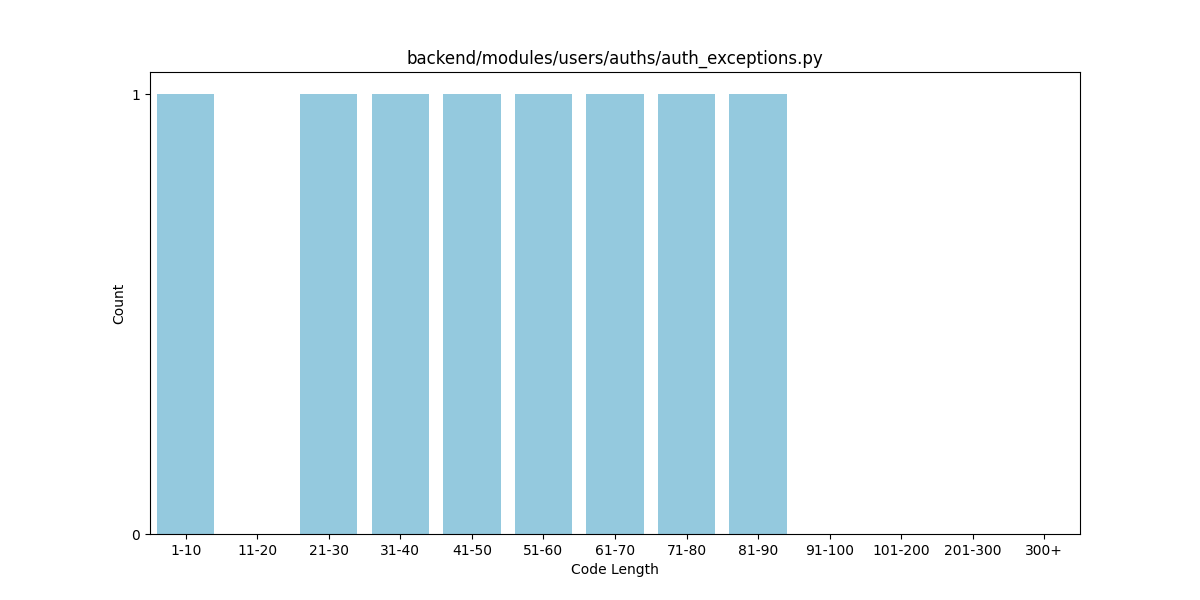 backend/modules/users/auths/auth_exceptions.py
1
0
Count
1-10 11-20 21-30 31-40 41-50 51-60 61-70 71-80 81-90 91-100 101-200 201-300 300+
Code Length